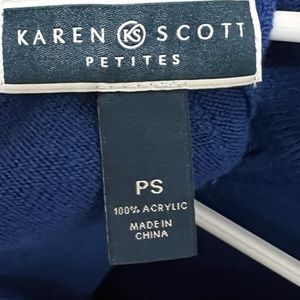 KAREN KS SCOTT
PETITES
PS
100% ACRYLIC
MADE IN
CHINA